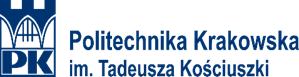 PK
Politechnika Krakowska
im. Tadeusza Kościuszki